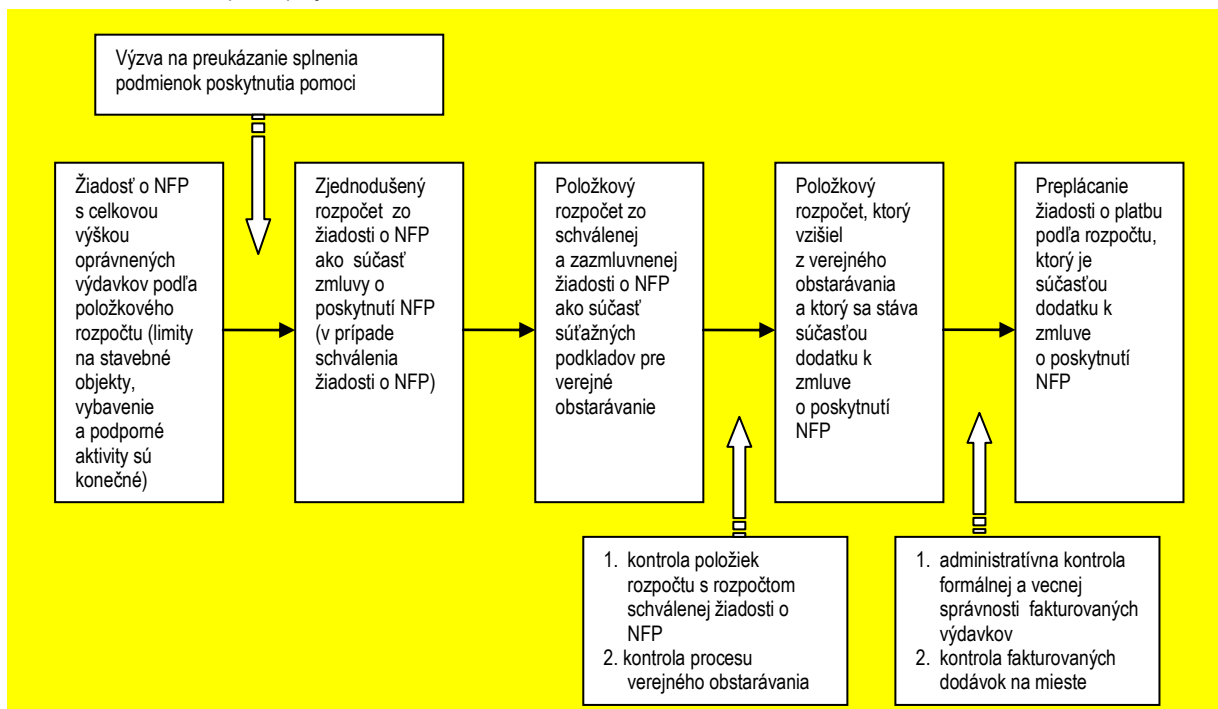 Výzva na preukázanie splnenia
podmienok poskytnutia pomoci
Žiadosť o NFP
s celkovou
výškou
oprávnených
výdavkov podľa
položkového
rozpočtu (limity
na stavebné
objekty,
vybavenie
a podporné
aktivity sú
konečné)
Zjednodušený
rozpočet zo
žiadosti o NFP
ako súčasť
zmluvy o
poskytnutí NFP
(v prípade
schválenia
žiadosti o NFP)
Položkový
rozpočet zo
schválenej
a zazmluvnenej
žiadosti o NFP
ako súčasť
súťažných
podkladov pre
verejné
obstarávanie
Položkový
rozpočet, ktorý
vzišiel
z verejného
obstarávania
a ktorý sa stáva
súčasťou
dodatku k
zmluve
o poskytnutí
NFP
Preplácanie
žiadosti o platbu
podľa rozpočtu,
ktorý je
súčasťou
dodatku k
zmluve
o poskytnutí
NFP
1. kontrola položiek
rozpočtu s rozpočtom
schválenej žiadosti o
NFP
2. kontrola procesu
verejného obstarávania
1. administratívna kontrola
formálnej a vecnej
správnosti fakturovaných
výdavkov
2. kontrola fakturovaných
dodávok na mieste